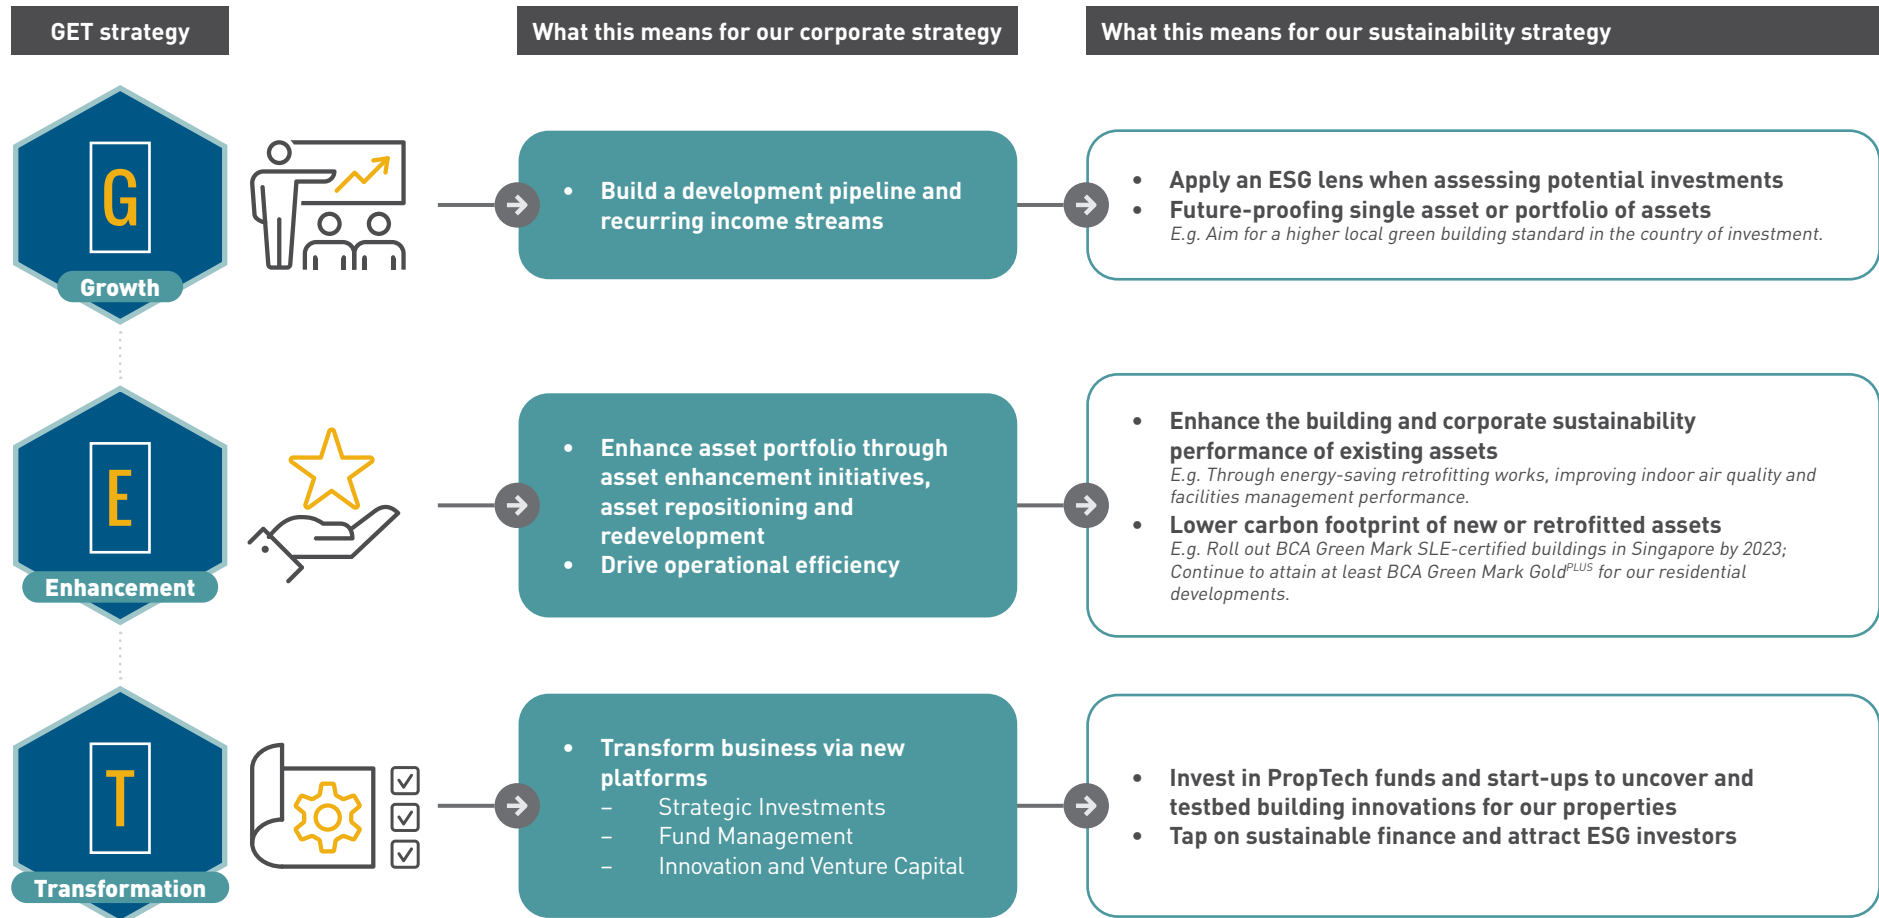 GET strategy
What this means for our corporate strategy
What this means for our sustainability strategy
G
Growth
• Build a development pipeline and
recurring income streams
• Apply an ESG lens when assessing potential investments
• Future-proofing single asset or portfolio of assets
E.g. Aim for a higher local green building standard in the country of investment.
E
Enhancement
• Enhance asset portfolio through
asset enhancement initiatives,
asset repositioning and
redevelopment
• Drive operational efficiency
• Enhance the building and corporate sustainability
performance of existing assets
E.g. Through energy-saving retrofitting works, improving indoor air quality and
facilities management performance.
• Lower carbon footprint of new or retrofitted assets
E.g. Roll out BCA Green Mark SLE-certified buildings in Singapore by 2023;
Continue to attain at least BCA Green Mark GoldPLUS for our residential
developments.
T
Transformation
• Transform business via new
platforms
– Strategic Investments
– Fund Management
– Innovation and Venture Capital
• Invest in PropTech funds and start-ups to uncover and
testbed building innovations for our properties
• Tap on sustainable finance and attract ESG investors